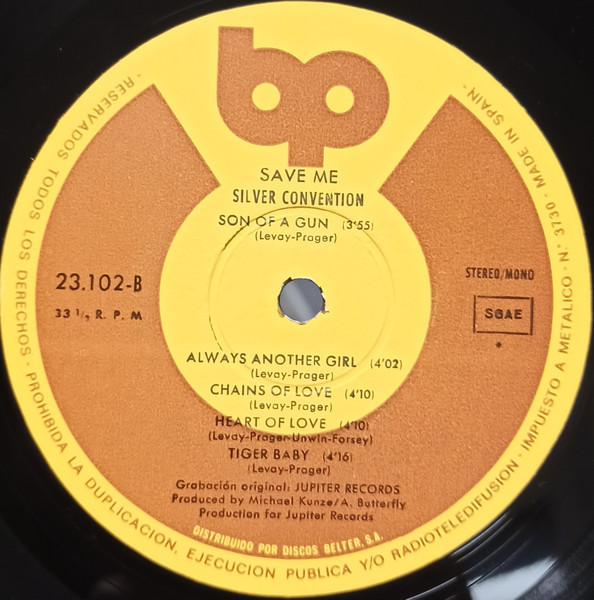 bp
SAVE ME
SILVER CONVENTION
SON OF A GUN (3'55)
(Levay-Prager)
23.102-B
33 1/3 R. P. M
STEREO/MONO
SGAE
ALWAYS ANOTHER GIRL (4'02)
(Levay-Prager)
CHAINS OF LOVE (4'10)
(Levay-Prager)
HEART OF LOVE (4'10)
(Levay-Prager-Unwin-Forsey)
TIGER BABY (4'16)
(Levay-Prager)
Grabación original: JUPITER RECORDS
Produced by Michael Kunze/A. Butterfly
Production for Jupiter Records
DISTRIBUIDO POR DISCOS BELTER, S.A.
· RESERVADOS TODOS LOS DERECHOS · PROHIBIDA LA DUPLICACION, EJECUCION PUBLICA Y/O RADIOTELEDIFUSION · IMPUESTO A METALICO · N.° 3730 · MADE IN SPAIN ·